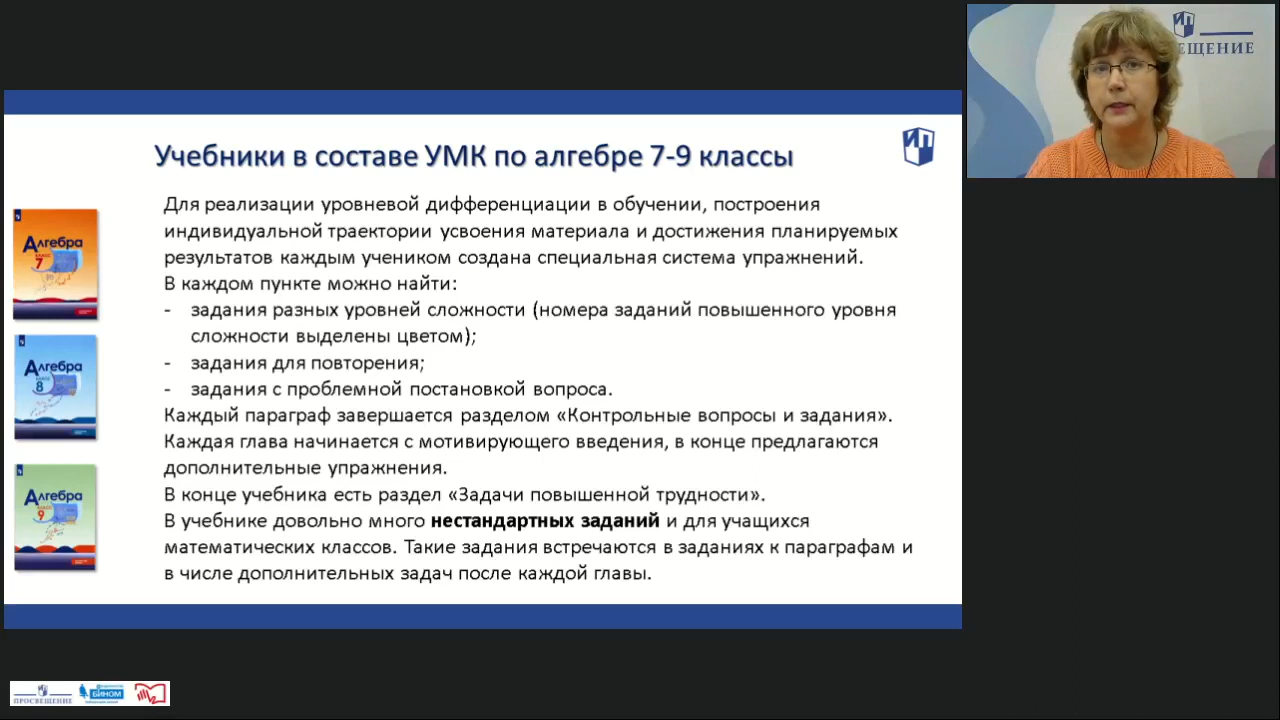 ЕЩЕНИЕ
Учебники в составе УМК по алгебре 7-9 классы
Для реализации уровневой дифференциации в обучении, построения
индивидуальной траектории усвоения материала и достижения планируемых
результатов каждым учеником создана специальная система упражнений.
В каждом пункте можно найти:
- задания разных уровней сложности (номера заданий повышенного уровня
сложности выделены цветом);
- задания для повторения;
- задания с проблемной постановкой вопроса.
Каждый параграф завершается разделом «Контрольные вопросы и задания».
Каждая глава начинается с мотивирующего введения, в конце предлагаются
дополнительные упражнения.
В конце учебника есть раздел «Задачи повышенной трудности».
В учебнике довольно много нестандартных заданий и для учащихся
математических классов. Такие задания встречаются в заданиях к параграфам и
в числе дополнительных задач после каждой главы.
Алгебра
КЛАСС
7
Алгебра
КЛАСС
8
Алгебра
КЛАСС
9
ПРОСВЕЩЕНИЕ
БИНОМ